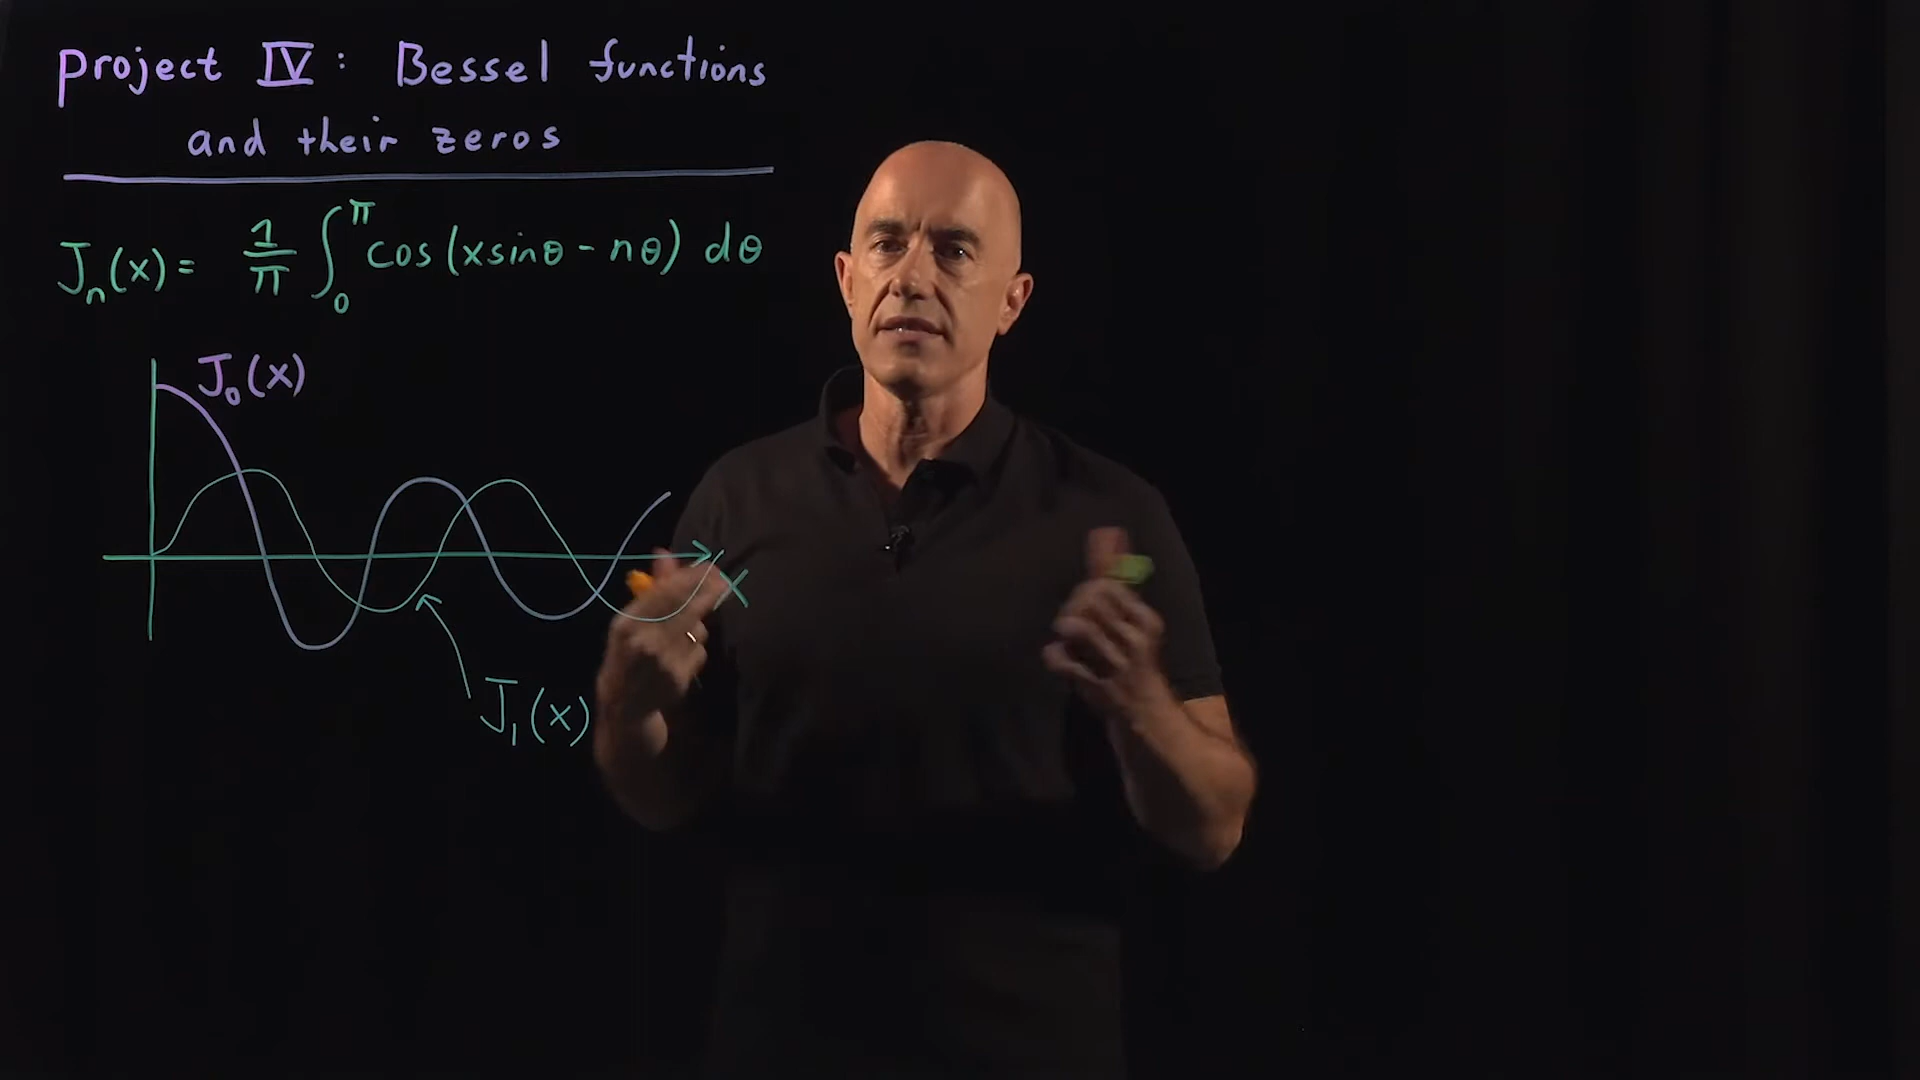 Project IV: Bessel functions
and their zeros
Jₙ(x) = 1/π ∫₀^π cos(x sinθ - nθ) dθ
J₀(x)
x
J₁(x)